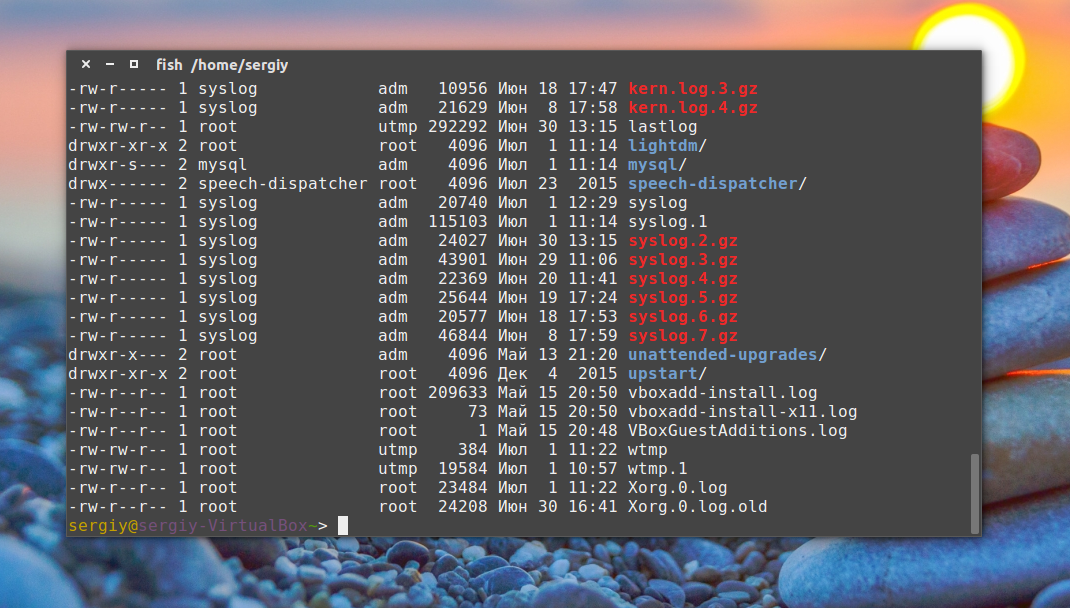 fish /home/sergiy
-rw-r----- 1 syslog            adm   10956 Июн 18 17:47 kern.log.3.gz
-rw-r----- 1 syslog            adm   21629 Июн  8 17:58 kern.log.4.gz
-rw-rw-r-- 1 root              utmp 292292 Июн 30 13:15 lastlog
drwxr-xr-x 2 root              root   4096 Июл  1 11:14 lightdm/
drwxr-s--- 2 mysql             adm    4096 Июл  1 11:14 mysql/
drwx------ 2 speech-dispatcher root   4096 Июл 23  2015 speech-dispatcher/
-rw-r----- 1 syslog            adm   20740 Июл  1 12:29 syslog
-rw-r----- 1 syslog            adm  115103 Июл  1 11:14 syslog.1
-rw-r----- 1 syslog            adm   24027 Июн 30 13:15 syslog.2.gz
-rw-r----- 1 syslog            adm   43901 Июн 29 11:06 syslog.3.gz
-rw-r----- 1 syslog            adm   22369 Июн 20 11:41 syslog.4.gz
-rw-r----- 1 syslog            adm   25644 Июн 19 17:24 syslog.5.gz
-rw-r----- 1 syslog            adm   20577 Июн 18 17:53 syslog.6.gz
-rw-r----- 1 syslog            adm   46844 Июн  8 17:59 syslog.7.gz
drwxr-x--- 2 root              adm    4096 Май 13 21:20 unattended-upgrades/
drwxr-xr-x 2 root              root   4096 Дек  4  2015 upstart/
-rw-r--r-- 1 root              root 209633 Май 15 20:50 vboxadd-install.log
-rw-r--r-- 1 root              root     73 Май 15 20:50 vboxadd-install-x11.log
-rw-r--r-- 1 root              root      1 Май 15 20:48 VBoxGuestAdditions.log
-rw-rw-r-- 1 root              utmp    384 Июл  1 11:22 wtmp
-rw-rw-r-- 1 root              utmp  19584 Июл  1 10:57 wtmp.1
-rw-r--r-- 1 root              root  23484 Июл  1 11:22 Xorg.0.log
-rw-r--r-- 1 root              root  24208 Июн 30 16:41 Xorg.0.log.old
sergiy@sergiy-VirtualBox~>